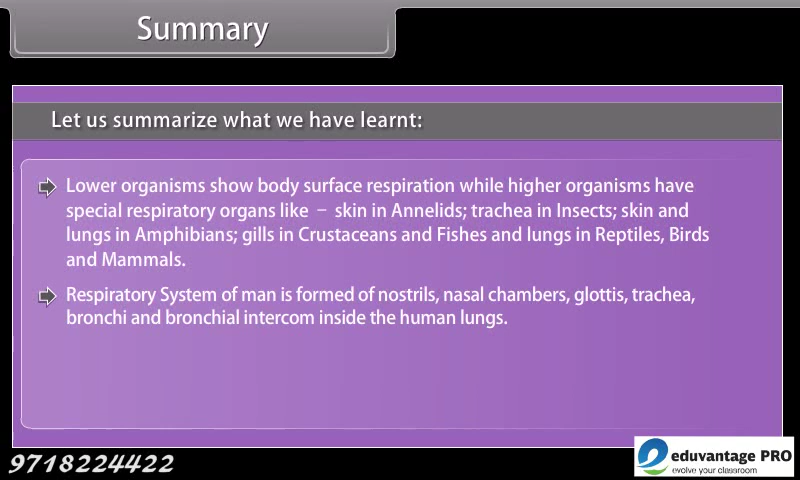 Summary
Let us summarize what we have learnt:
Lower organisms show body surface respiration while higher organisms have
special respiratory organs like – skin in Annelids; trachea in Insects; skin and
lungs in Amphibians; gills in Crustaceans and Fishes and lungs in Reptiles, Birds
and Mammals.
Respiratory System of man is formed of nostrils, nasal chambers, glottis, trachea,
bronchi and bronchial intercom inside the human lungs.
9718224422
eduvantage PRO
evolve your classroom